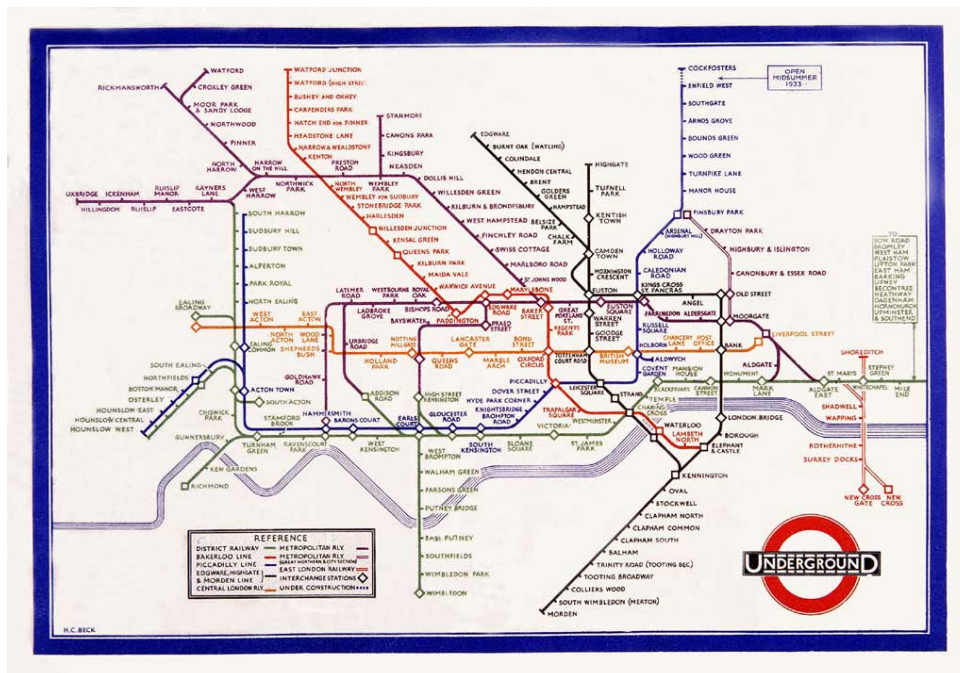 WATFORD
RICKMANSWORTH
CROXLEY GREEN
MOOR PARK
& SANDY LODGE
NORTHWOOD
PINNER
NORTH
HARROW
HARROW
ON THE HILL
NORTHWICK
PARK
PRESTON
ROAD
WEMBLEY
PARK
UXBRIDGE
ICKENHAM
RUISLIP
MANOR
RAYNERS
LANE
WEST
HARROW
HILLINGDON
RUISLIP
EASTCOTE
WATFORD JUNCTION
WATFORD (HIGH STREET)
BUSHEY AND OXHEY
CARPENDERS PARK
HATCH END FOR PINNER
HEADSTONE LANE
HARROW & WEALDSTONE
KENTON
NORTH
WEMBLEY
WEMBLEY FOR SUDBURY
STONEBRIDGE PARK
HARLESDEN
WILLESDEN JUNCTION
KENSAL GREEN
QUEENS PARK
KILBURN PARK
MAIDA VALE
WARWICK AVENUE
PADDINGTON
EDGWARE
ROAD
MARYLEBONE
BAKER
STREET
REGENTS
PARK
OXFORD
CIRCUS
STANMORE
CANONS PARK
KINGSBURY
NEASDEN
DOLLIS HILL
WILLESDEN GREEN
KILBURN & BRONDESBURY
WEST HAMPSTEAD
FINCHLEY ROAD
SWISS COTTAGE
MARLBORO ROAD
ST. JOHNS WOOD
EDGWARE
BURNT OAK (WATLING)
COLINDALE
HENDON CENTRAL
BRENT
GOLDERS
GREEN
HAMPSTEAD
BELSIZE
PARK
CHALK
FARM
HIGHGATE
TUFNELL
PARK
KENTISH
TOWN
CAMDEN
TOWN
MORNINGTON
CRESCENT
EUSTON
COCKFOSTERS
OPEN
MIDSUMMER
1933
ENFIELD WEST
SOUTHGATE
ARNOS GROVE
BOUNDS GREEN
WOOD GREEN
TURNPIKE LANE
MANOR HOUSE
FINSBURY PARK
ARSENAL
(HIGHBURY HILL)
DRAYTON PARK
HOLLOWAY
ROAD
HIGHBURY & ISLINGTON
CALEDONIAN
ROAD
CANONBURY & ESSEX ROAD
KINGS CROSS
ST. PANCRAS
ANGEL
OLD STREET
TO
BOW ROAD
BROMLEY
WEST HAM
PLAISTOW
UPTON PARK
EAST HAM
BARKING
UPNEY
BECONTREE
HEATHWAY
DAGENHAM
HORNCHURCH
UPMINSTER
& SOUTHEND
SOUTH HARROW
SUDBURY HILL
SUDBURY TOWN
ALPERTON
PARK ROYAL
NORTH EALING
EALING
BROADWAY
WEST
ACTON
EAST
ACTON
NORTH
ACTON
WOOD
LANE
SHEPHERDS
BUSH
EALING
COMMON
LATIMER
ROAD
WESTBOURNE
PARK
ROYAL
OAK
LADBROKE
GROVE
BISHOPS ROAD
BAYSWATER
PRAED
STREET
GREAT
PORTLAND
ST.
EUSTON
SQUARE
WARREN
STREET
GOODGE
STREET
FARRINGDON
ALDERSGATE
MOORGATE
RUSSELL
SQUARE
LIVERPOOL STREET
UXBRIDGE
ROAD
GOLDHAWK
ROAD
HOLLAND
PARK
NOTTING
HILL GATE
QUEENS
ROAD
LANCASTER
GATE
MARBLE
ARCH
BOND
STREET
TOTTENHAM
COURT ROAD
BRITISH
MUSEUM
HOLBORN
CHANCERY
LANE
POST
OFFICE
BANK
ALDWYCH
COVENT
GARDEN
LEICESTER
SQUARE
ALDGATE
SHOREDITCH
ST MARYS
STEPNEY
GREEN
WHITECHAPEL
MILE
END
ALDGATE
EAST
MARK
LANE
MONUMENT
CANNON
STREET
MANSION
HOUSE
BLACKFRIARS
TEMPLE
CHARING
CROSS
STRAND
SOUTH EALING
NORTHFIELDS
BOSTON MANOR
OSTERLEY
HOUNSLOW EAST
HOUNSLOW CENTRAL
HOUNSLOW WEST
ACTON TOWN
SOUTH ACTON
CHISWICK
PARK
GUNNERSBURY
KEW GARDENS
RICHMOND
TURNHAM
GREEN
STAMFORD
BROOK
RAVENSCOURT
PARK
HAMMERSMITH
BARONS COURT
WEST
KENSINGTON
ADDISON
ROAD
EARLS
COURT
HIGH STREET
KENSINGTON
GLOUCESTER
ROAD
SOUTH
KENSINGTON
SLOANE
SQUARE
VICTORIA
ST. JAMES
PARK
WESTMINSTER
PICCADILLY
DOVER STREET
HYDE PARK CORNER
KNIGHTSBRIDGE
BROMPTON
ROAD
TRAFALGAR
SQUARE
WATERLOO
LAMBETH
NORTH
ELEPHANT
& CASTLE
LONDON BRIDGE
BOROUGH
SHADWELL
WAPPING
ROTHERHITHE
SURREY DOCKS
NEW CROSS
GATE
NEW
CROSS
WEST
BROMPTON
WALHAM GREEN
PARSONS GREEN
PUTNEY BRIDGE
EAST PUTNEY
SOUTHFIELDS
WIMBLEDON PARK
WIMBLEDON
KENNINGTON
OVAL
STOCKWELL
CLAPHAM NORTH
CLAPHAM COMMON
CLAPHAM SOUTH
BALHAM
TRINITY ROAD (TOOTING BEC)
TOOTING BROADWAY
COLLIERS WOOD
SOUTH WIMBLEDON (MERTON)
MORDEN
REFERENCE
DISTRICT RAILWAY
BAKERLOO LINE
PICCADILLY LINE
EDGWARE, HIGHGATE
& MORDEN LINE
CENTRAL LONDON RLY.
METROPOLITAN RLY.
METROPOLITAN RLY.
(GREAT NORTHERN & CITY SECTION)
EAST LONDON RAILWAY
INTERCHANGE STATIONS
UNDER CONSTRUCTION
UNDERGROUND
H.C. BECK